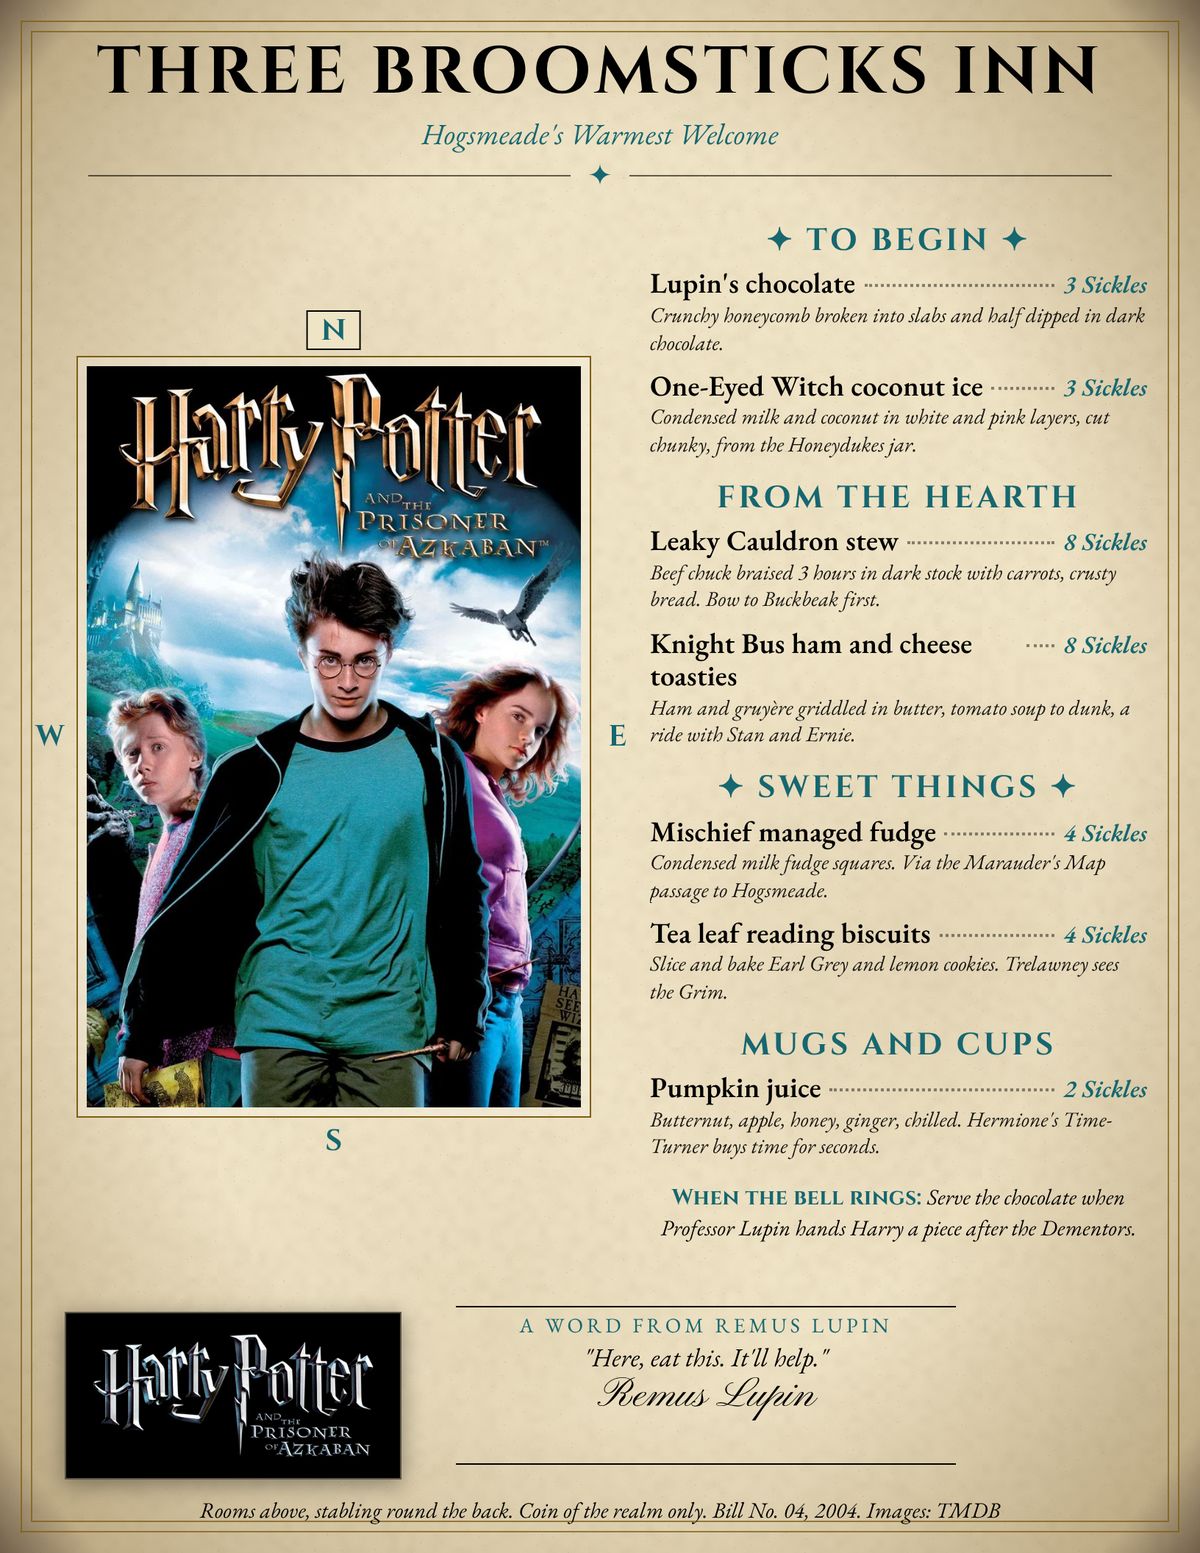 THREE BROOMSTICKS INN
Hogsmeade's Warmest Welcome
N
W
E
S
Harry Potter
AND THE
PRISONER
OF AZKABAN™
✦ TO BEGIN ✦
Lupin's chocolate 3 Sickles
Crunchy honeycomb broken into slabs and half dipped in dark
chocolate.
One-Eyed Witch coconut ice 3 Sickles
Condensed milk and coconut in white and pink layers, cut
chunky, from the Honeydukes jar.
FROM THE HEARTH
Leaky Cauldron stew 8 Sickles
Beef chuck braised 3 hours in dark stock with carrots, crusty
bread. Bow to Buckbeak first.
Knight Bus ham and cheese 8 Sickles
toasties
Ham and gruyère griddled in butter, tomato soup to dunk, a
ride with Stan and Ernie.
✦ SWEET THINGS ✦
Mischief managed fudge 4 Sickles
Condensed milk fudge squares. Via the Marauder's Map
passage to Hogsmeade.
Tea leaf reading biscuits 4 Sickles
Slice and bake Earl Grey and lemon cookies. Trelawney sees
the Grim.
MUGS AND CUPS
Pumpkin juice 2 Sickles
Butternut, apple, honey, ginger, chilled. Hermione's Time-
Turner buys time for seconds.
WHEN THE BELL RINGS: Serve the chocolate when
Professor Lupin hands Harry a piece after the Dementors.
Harry Potter
AND THE
PRISONER
OF AZKABAN
A WORD FROM REMUS LUPIN
"Here, eat this. It'll help."
Remus Lupin
Rooms above, stabling round the back. Coin of the realm only. Bill No. 04, 2004. Images: TMDB